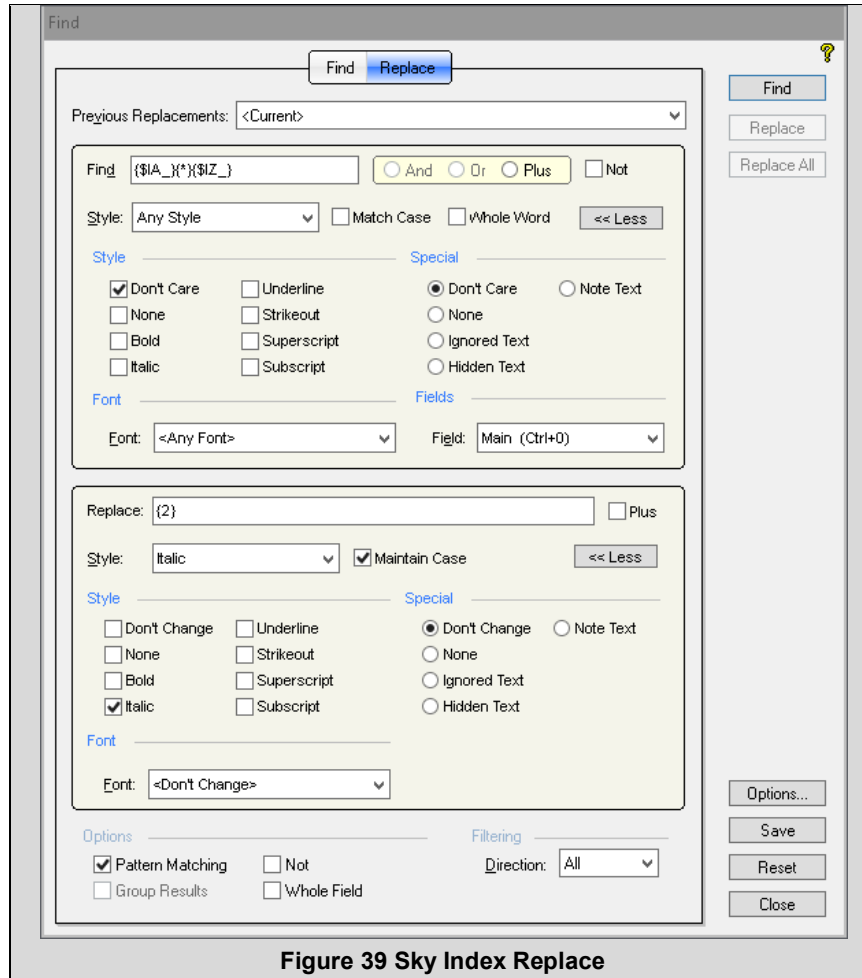 Find
Find Replace
Previous Replacements: <Current>
Find
Replace
Replace All
Find {$IA_}{*}{$IZ_} And Or Plus Not
Style: Any Style Match Case Whole Word << Less
Style Special
Don't Care Underline Don't Care Note Text
None Strikeout None
Bold Superscript Ignored Text
Italic Subscript Hidden Text
Font Fields
Font: <Any Font> Field: Main (Ctrl+0)
Replace: {2} Plus
Style: Italic Maintain Case << Less
Style Special
Don't Change Underline Don't Change Note Text
None Strikeout None
Bold Superscript Ignored Text
Italic Subscript Hidden Text
Font
Font: <Don't Change>
Options...
Save
Reset
Close
Options Filtering
Pattern Matching Not Direction: All
Group Results Whole Field
Figure 39 Sky Index Replace